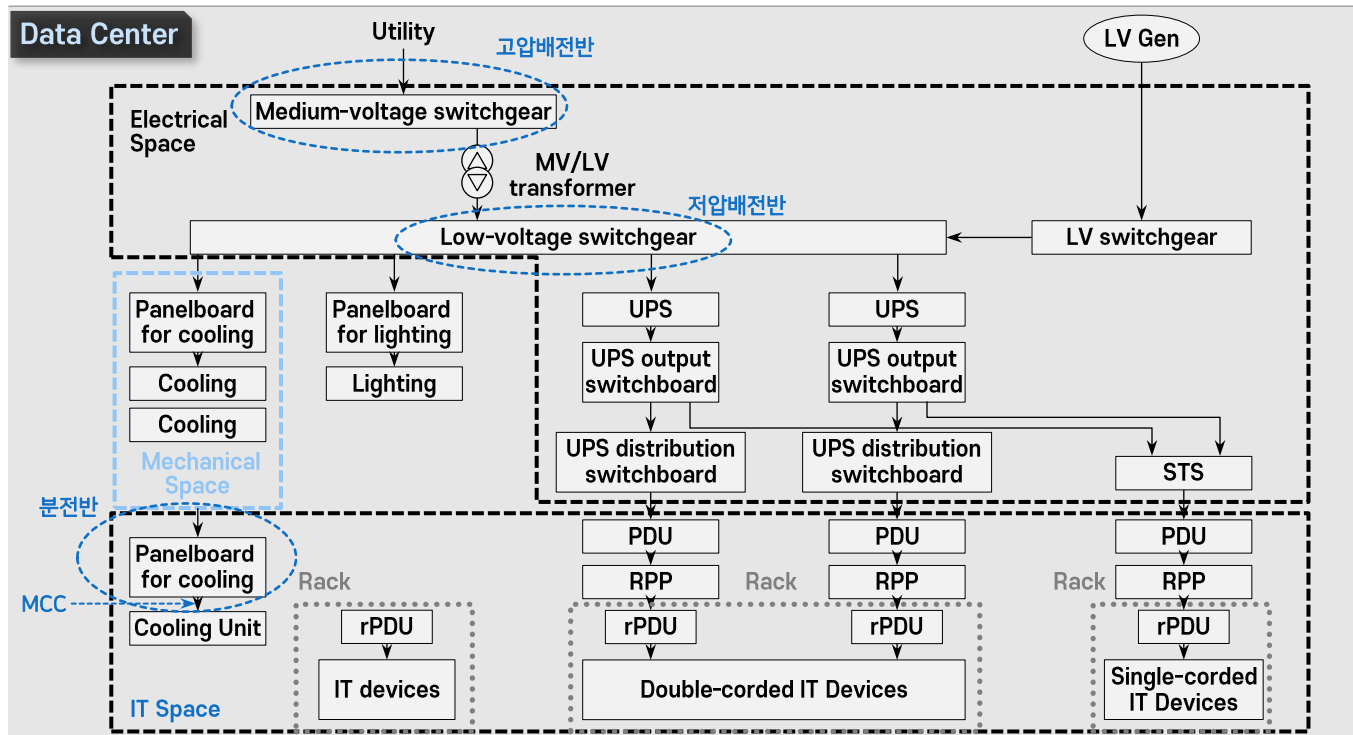 Data Center
Utility
고압배전반
LV Gen
Electrical
Space
Medium-voltage switchgear
MV/LV
transformer
저압배전반
Low-voltage switchgear
LV switchgear
Panelboard
for cooling
Panelboard
for lighting
UPS
UPS
Cooling
Lighting
UPS output
switchboard
UPS output
switchboard
Cooling
Mechanical
Space
UPS distribution
switchboard
UPS distribution
switchboard
STS
분전반
Panelboard
for cooling
PDU
PDU
PDU
Rack
RPP
Rack
RPP
Rack
RPP
MCC
Cooling Unit
rPDU
rPDU
rPDU
rPDU
IT devices
Double-corded IT Devices
Single-corded
IT Devices
IT Space